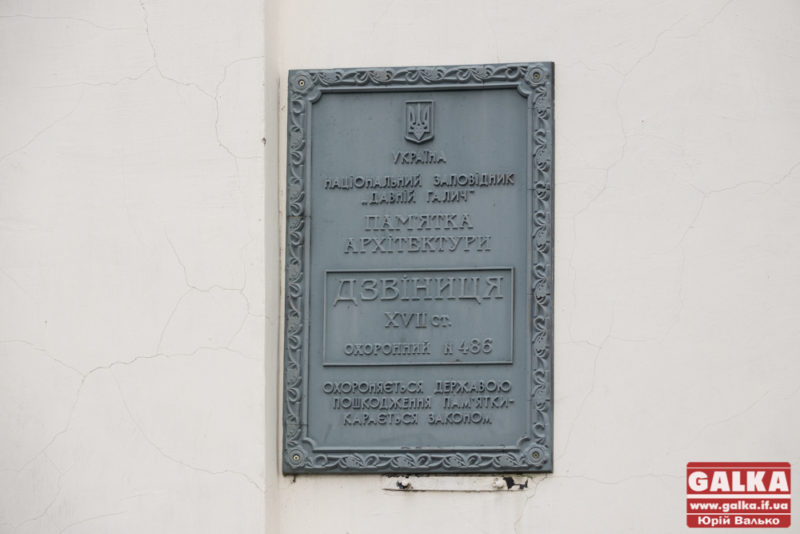 УКРАЇНА
НАЦІОНАЛЬНИЙ ЗАПОВІДНИК
„ДАВНІЙ ГАЛИЧ"
ПАМ'ЯТКА
АРХІТЕКТУРИ
ДЗВІНИЦЯ
XVII СТ.
ОХОРОННИЙ N 486
ОХОРОНЯЄТЬСЯ ДЕРЖАВОЮ
ПОШКОДЖЕННЯ ПАМ'ЯТКИ-
КАРАЄТЬСЯ ЗАКОНОМ
GALKA
www.galka.if.ua
Юрій Валько